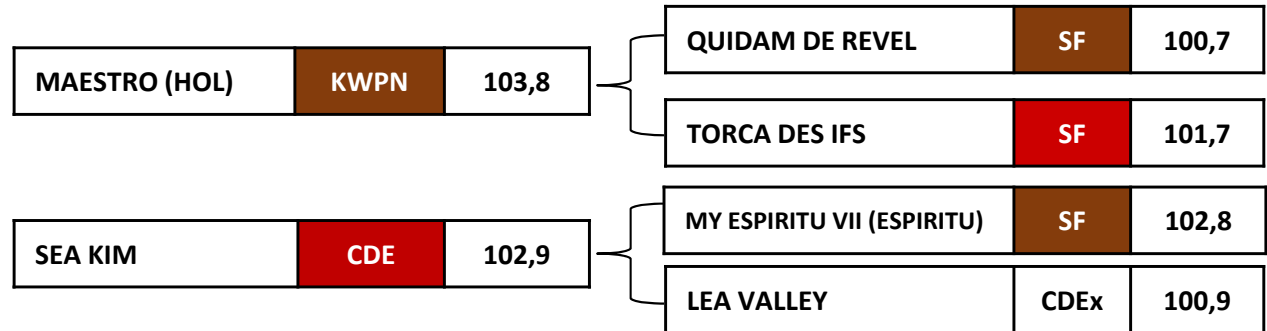 QUIDAM DE REVEL SF 100,7
MAESTRO (HOL) KWPN 103,8
TORCA DES IFS SF 101,7
MY ESPIRITU VII (ESPIRITU) SF 102,8
SEA KIM CDE 102,9
LEA VALLEY CDEx 100,9